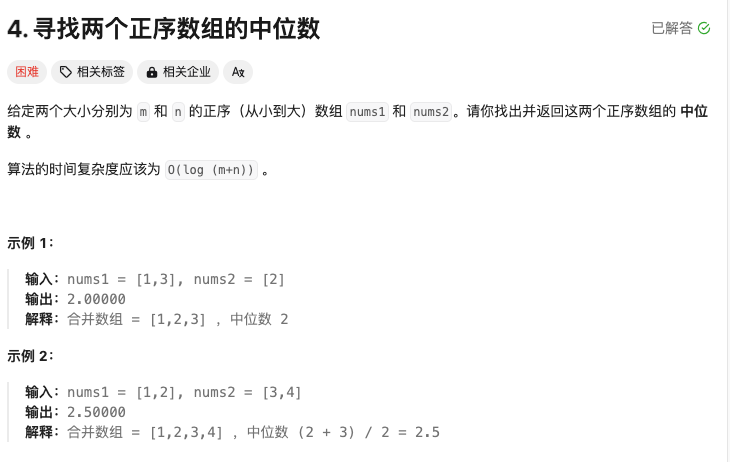 4. 寻找两个正序数组的中位数
已解答
困难 相关标签 相关企业 Aあ
给定两个大小分别为 m 和 n 的正序（从小到大）数组 nums1 和 nums2。请你找出并返回这两个正序数组的 中位
数 。
算法的时间复杂度应该为 O(log (m+n)) 。
示例 1：
输入：nums1 = [1,3], nums2 = [2]
输出：2.00000
解释：合并数组 = [1,2,3] ，中位数 2
示例 2：
输入：nums1 = [1,2], nums2 = [3,4]
输出：2.50000
解释：合并数组 = [1,2,3,4] ，中位数 (2 + 3) / 2 = 2.5